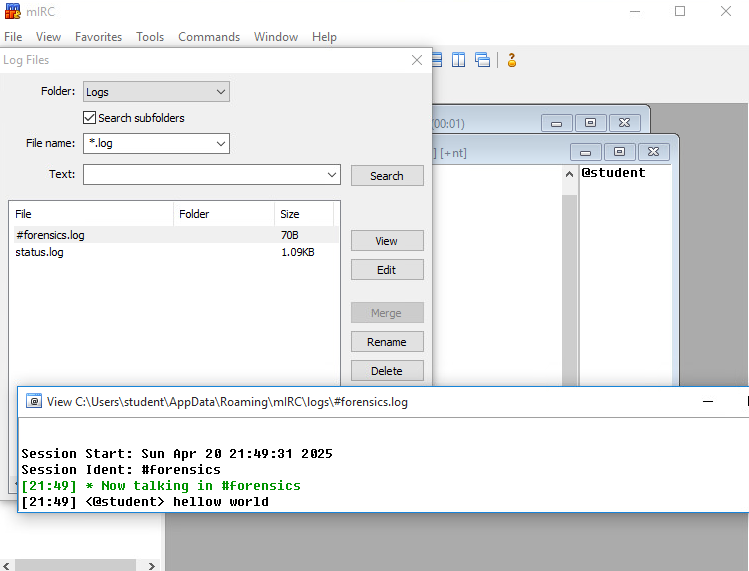 mIRC
File View Favorites Tools Commands Window Help
Log Files
Folder: Logs
Search subfolders
File name: *.log
Text:
Search
File Folder Size
#forensics.log 70B
status.log 1.09KB
View
Edit
Merge
Rename
Delete
00:01)
] [+nt]
@student
View C:\Users\student\AppData\Roaming\mIRC\logs\#forensics.log
Session Start: Sun Apr 20 21:49:31 2025
Session Ident: #forensics
[21:49] * Now talking in #forensics
[21:49] <@student> hellow world